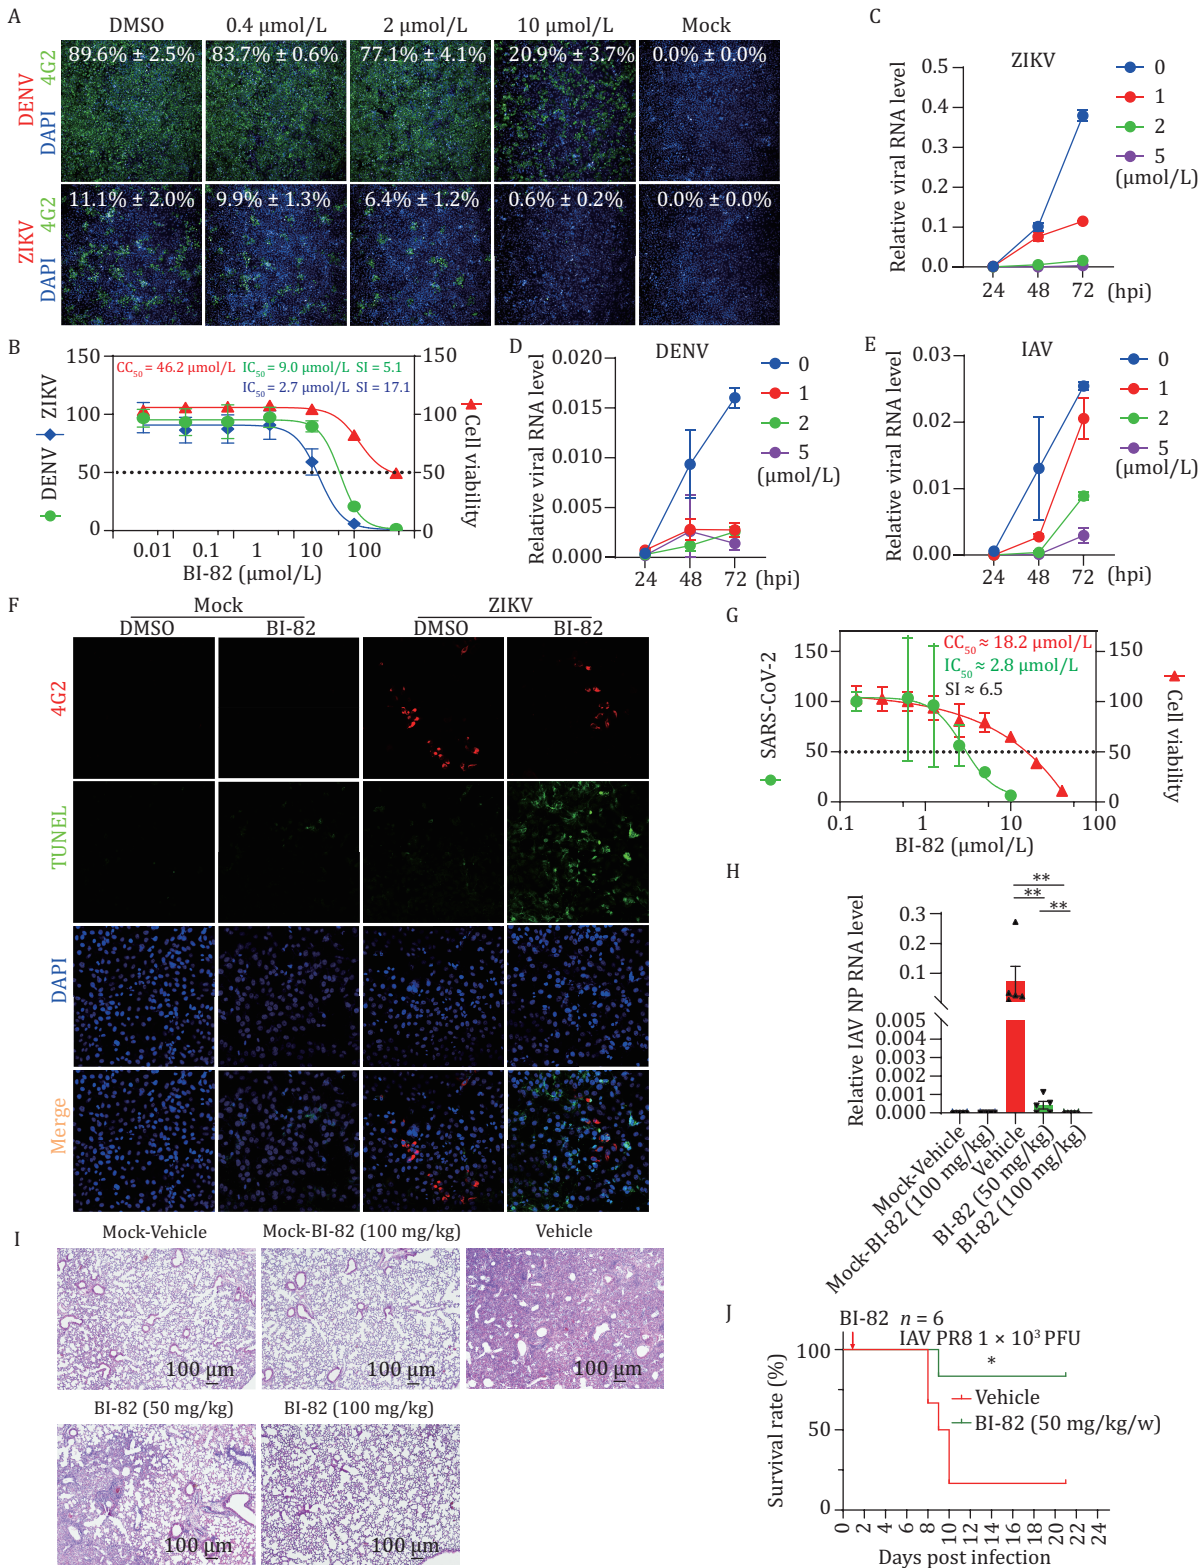 A
DMSO 0.4 μmol/L 2 μmol/L 10 μmol/L Mock
DENV 4G2 DAPI
89.6% ± 2.5% 83.7% ± 0.6% 77.1% ± 4.1% 20.9% ± 3.7% 0.0% ± 0.0%
ZIKV 4G2 DAPI
11.1% ± 2.0% 9.9% ± 1.3% 6.4% ± 1.2% 0.6% ± 0.2% 0.0% ± 0.0%
B
DENV ZIKV
150
100
50
0
CC50 = 46.2 μmol/L IC50 = 9.0 μmol/L SI = 5.1
IC50 = 2.7 μmol/L SI = 17.1
150
100
50
0
Cell viability
0.01 0.1 1 10 100
BI-82 (μmol/L)
C
ZIKV
Relative viral RNA level
0.5
0.4
0.3
0.2
0.1
0.0
24 48 72 (hpi)
0
1
2
5
(μmol/L)
D
DENV
Relative viral RNA level
0.020
0.015
0.010
0.005
0.000
24 48 72 (hpi)
0
1
2
5
(μmol/L)
E
IAV
Relative viral RNA level
0.03
0.02
0.01
0.00
24 48 72 (hpi)
0
1
2
5
(μmol/L)
F
Mock ZIKV
DMSO BI-82 DMSO BI-82
4G2
TUNEL
DAPI
Merge
G
SARS-CoV-2
150
100
50
0
CC50 ≈ 18.2 μmol/L
IC50 ≈ 2.8 μmol/L
SI ≈ 6.5
150
100
50
0
Cell viability
0.1 1 10 100
BI-82 (μmol/L)
H
Relative IAV NP RNA level
**
** **
0.3
0.2
0.1
0.005
0.004
0.003
0.002
0.001
0.000
Mock-Vehicle
Mock-BI-82 (100 mg/kg)
Vehicle
BI-82 (50 mg/kg)
BI-82 (100 mg/kg)
I
Mock-Vehicle Mock-BI-82 (100 mg/kg) Vehicle
100 μm 100 μm 100 μm
BI-82 (50 mg/kg) BI-82 (100 mg/kg)
100 μm 100 μm
J
BI-82 n = 6
IAV PR8 1 × 10³ PFU
*
Survival rate (%)
100
50
0
Vehicle
BI-82 (50 mg/kg/w)
0 2 4 6 8 10 12 14 16 18 20 22 24
Days post infection